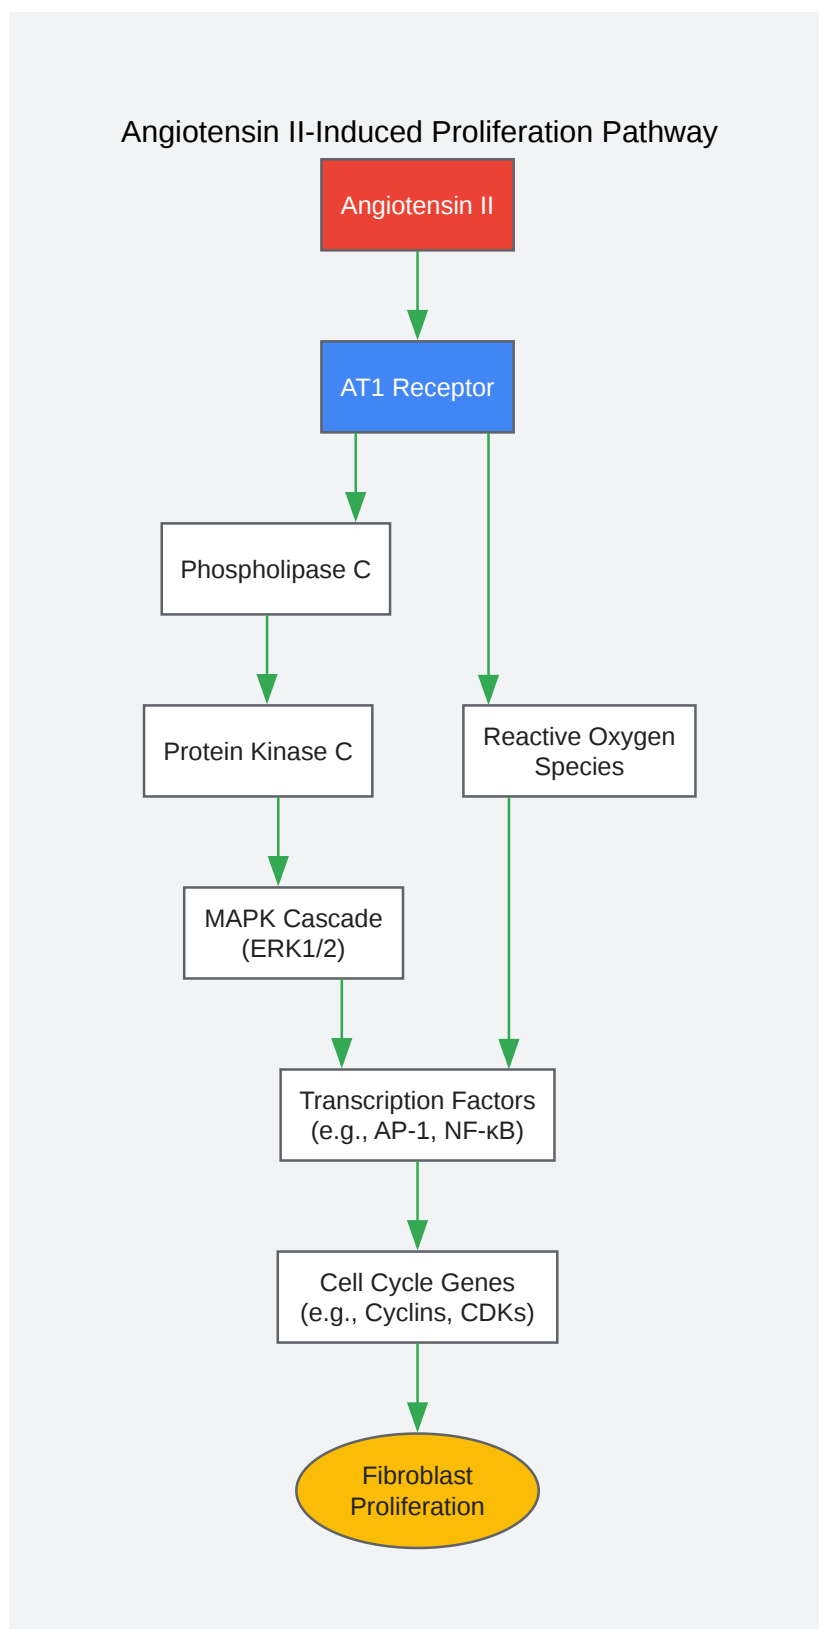 Angiotensin II-Induced Proliferation Pathway
Angiotensin II
AT1 Receptor
Phospholipase C
Protein Kinase C
Reactive Oxygen
Species
MAPK Cascade
(ERK1/2)
Transcription Factors
(e.g., AP-1, NF-κB)
Cell Cycle Genes
(e.g., Cyclins, CDKs)
Fibroblast
Proliferation